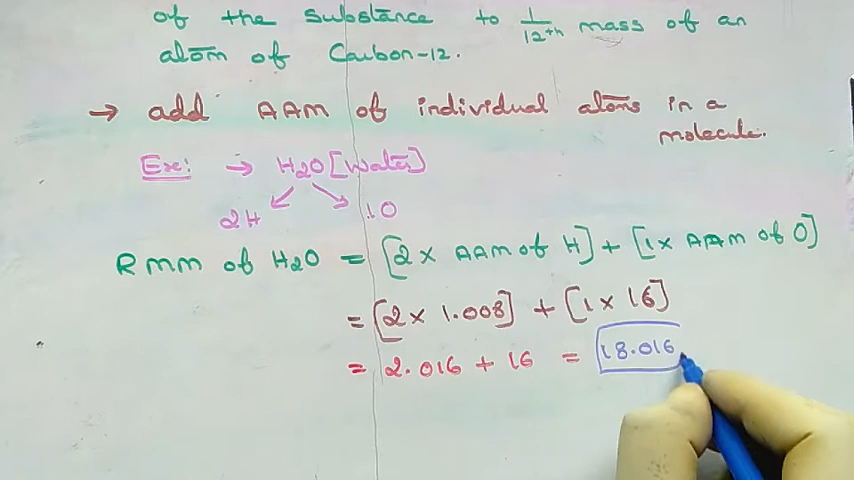 of the substance to 1/12th mass of an
atom of Carbon-12.
→ add AAM of individual atoms in a
molecule.
Ex: → H₂O [Water]
2H 1O
RMM of H₂O = [2 × AAM of H] + [1 × AAM of O]
= [2 × 1.008] + [1 × 16]
= 2.016 + 16 = 18.016